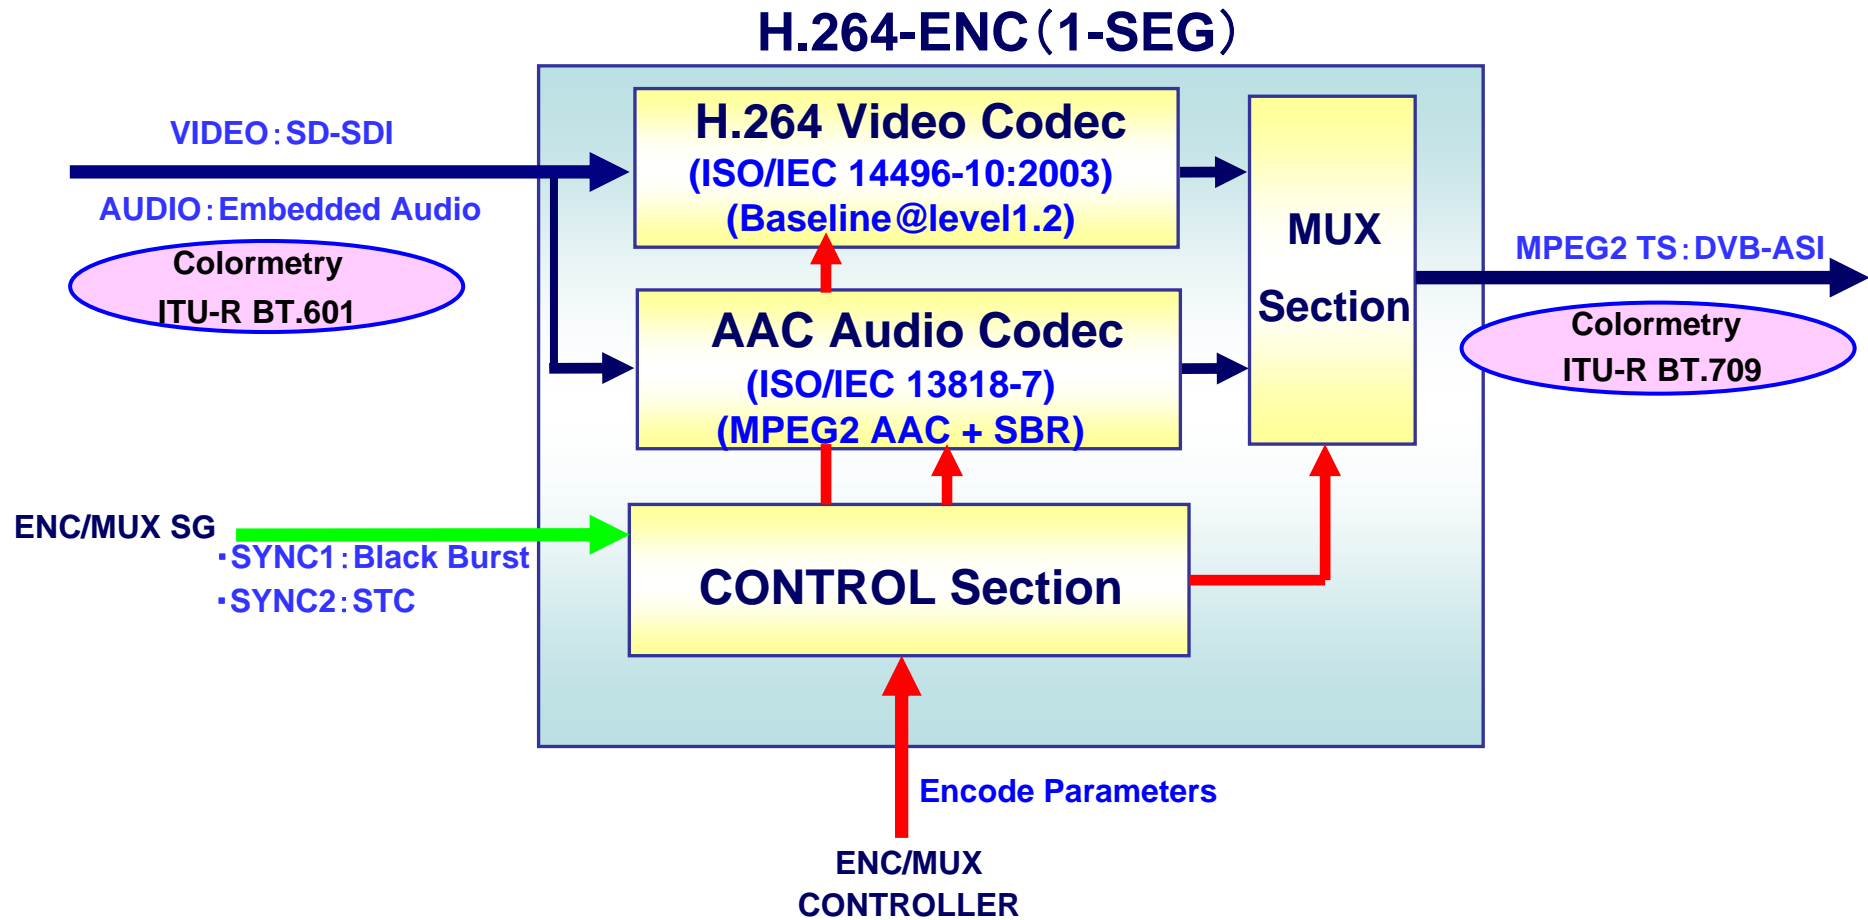 H.264-ENC（1-SEG）
VIDEO：SD-SDI
AUDIO：Embedded Audio
Colormetry
ITU-R BT.601
H.264 Video Codec
(ISO/IEC 14496-10:2003)
(Baseline@level1.2)
AAC Audio Codec
(ISO/IEC 13818-7)
(MPEG2 AAC + SBR)
MUX
Section
MPEG2 TS：DVB-ASI
Colormetry
ITU-R BT.709
ENC/MUX SG
・SYNC1：Black Burst
・SYNC2：STC
CONTROL Section
Encode Parameters
ENC/MUX
CONTROLLER